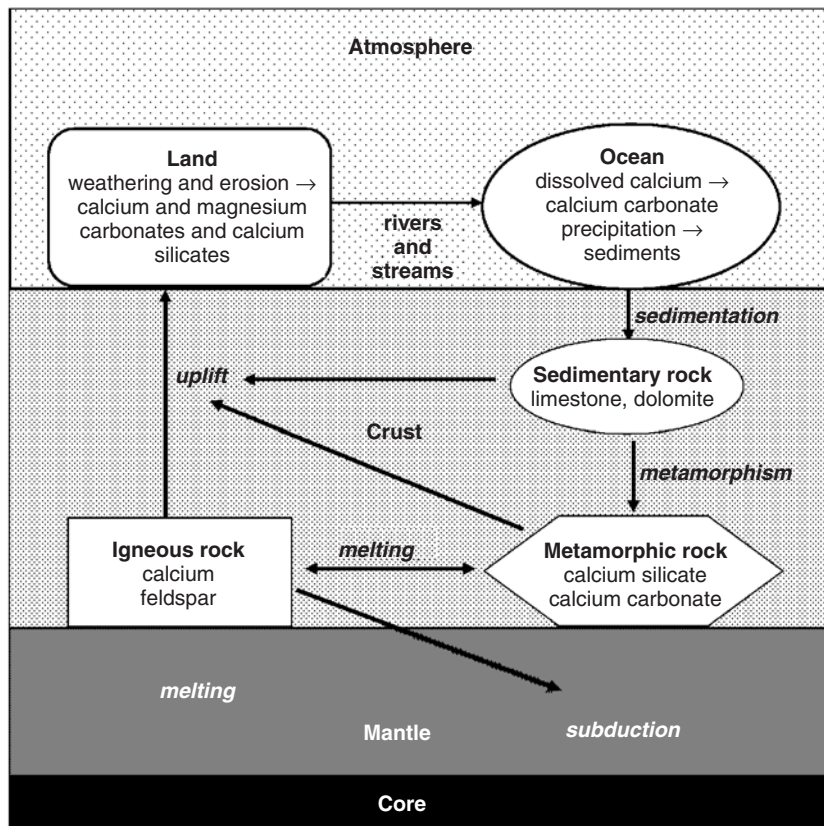 Atmosphere
Land
weathering and erosion →
calcium and magnesium
carbonates and calcium
silicates
rivers
and
streams
Ocean
dissolved calcium →
calcium carbonate
precipitation →
sediments
sedimentation
uplift
Sedimentary rock
limestone, dolomite
Crust
metamorphism
Igneous rock
calcium
feldspar
melting
Metamorphic rock
calcium silicate
calcium carbonate
melting
Mantle
subduction
Core